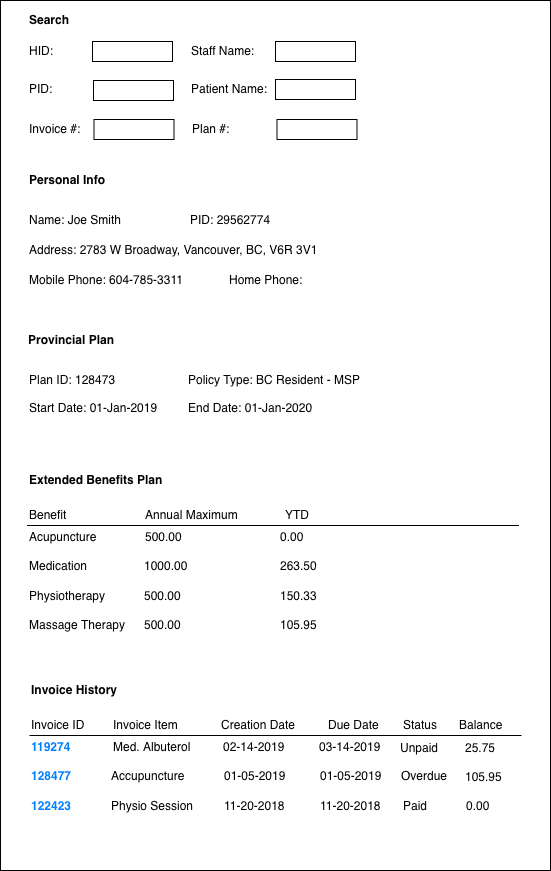 Search
HID: Staff Name:
PID: Patient Name:
Invoice #: Plan #:
Personal Info
Name: Joe Smith PID: 29562774
Address: 2783 W Broadway, Vancouver, BC, V6R 3V1
Mobile Phone: 604-785-3311 Home Phone:
Provincial Plan
Plan ID: 128473 Policy Type: BC Resident - MSP
Start Date: 01-Jan-2019 End Date: 01-Jan-2020
Extended Benefits Plan
Benefit Annual Maximum YTD
Acupuncture 500.00 0.00
Medication 1000.00 263.50
Physiotherapy 500.00 150.33
Massage Therapy 500.00 105.95
Invoice History
Invoice ID Invoice Item Creation Date Due Date Status Balance
119274 Med. Albuterol 02-14-2019 03-14-2019 Unpaid 25.75
128477 Accupuncture 01-05-2019 01-05-2019 Overdue 105.95
122423 Physio Session 11-20-2018 11-20-2018 Paid 0.00